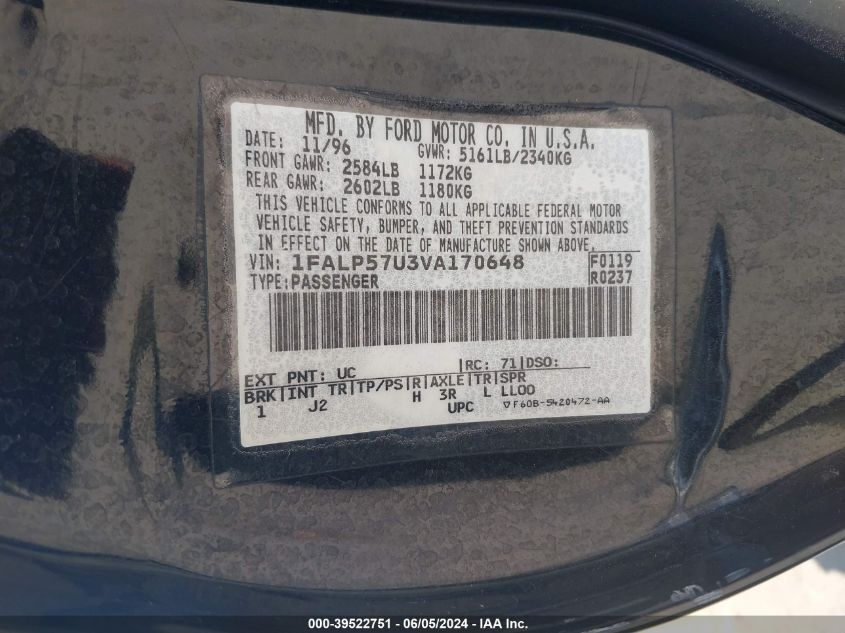 MFD. BY FORD MOTOR CO. IN U.S.A.
DATE: 11/96 GVWR: 5161LB/2340KG
FRONT GAWR: 2584LB 1172KG
REAR GAWR: 2602LB 1180KG
THIS VEHICLE CONFORMS TO ALL APPLICABLE FEDERAL MOTOR
VEHICLE SAFETY, BUMPER, AND THEFT PREVENTION STANDARDS
IN EFFECT ON THE DATE OF MANUFACTURE SHOWN ABOVE.
VIN: 1FALP57U3VA170648 F0119
TYPE: PASSENGER R0237
EXT PNT: UC RC: 71 DSO:
BRK INT TR TP/PS R AXLE TR SPR
1 J2 H 3R L LLOO
UPC ▽F60B-5420472-AA
000-39522751 - 06/05/2024 - IAAI.COM